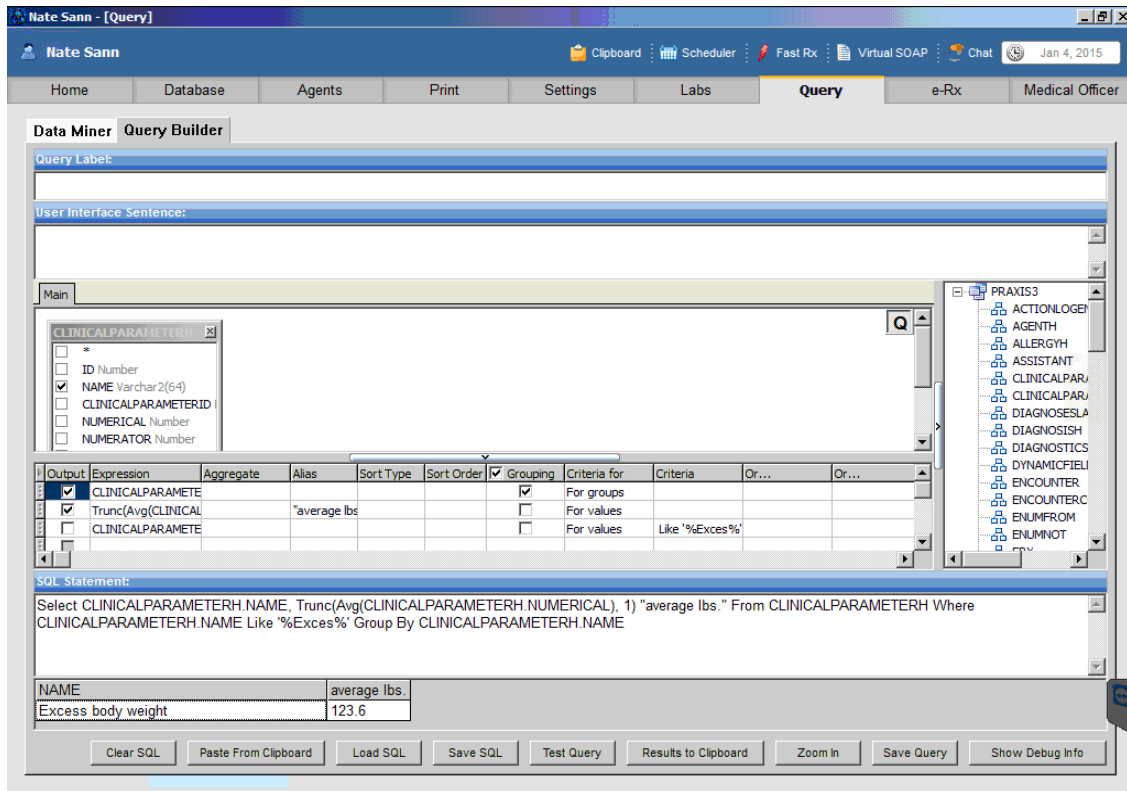 Nate Sann - [Query]
Nate Sann
Clipboard Scheduler Fast Rx Virtual SOAP Chat Jan 4, 2015
Home Database Agents Print Settings Labs Query e-Rx Medical Officer
Data Miner Query Builder
Query Label:
User Interface Sentence:
Main
CLINICALPARAMETERH
*
ID Number
NAME Varchar2(64)
CLINICALPARAMETERID
NUMERICAL Number
NUMERATOR Number
Q
PRAXIS3
ACTIONLOGEN
AGENTH
ALLERGYH
ASSISTANT
CLINICALPARA
CLINICALPARA
DIAGNOSESLA
DIAGNOSISH
DIAGNOSTICS
DYNAMICFIEL
ENCOUNTER
ENCOUNTERC
ENUMFROM
ENUMNOT
Output Expression Aggregate Alias Sort Type Sort Order Grouping Criteria for Criteria Or... Or...
CLINICALPARAMETE For groups
Trunc(Avg(CLINICAL "average lbs For values
CLINICALPARAMETE For values Like '%Exces%'
SQL Statement:
Select CLINICALPARAMETERH.NAME, Trunc(Avg(CLINICALPARAMETERH.NUMERICAL), 1) "average lbs." From CLINICALPARAMETERH Where
CLINICALPARAMETERH.NAME Like '%Exces%' Group By CLINICALPARAMETERH.NAME
NAME average lbs.
Excess body weight 123.6
Clear SQL Paste From Clipboard Load SQL Save SQL Test Query Results to Clipboard Zoom In Save Query Show Debug Info